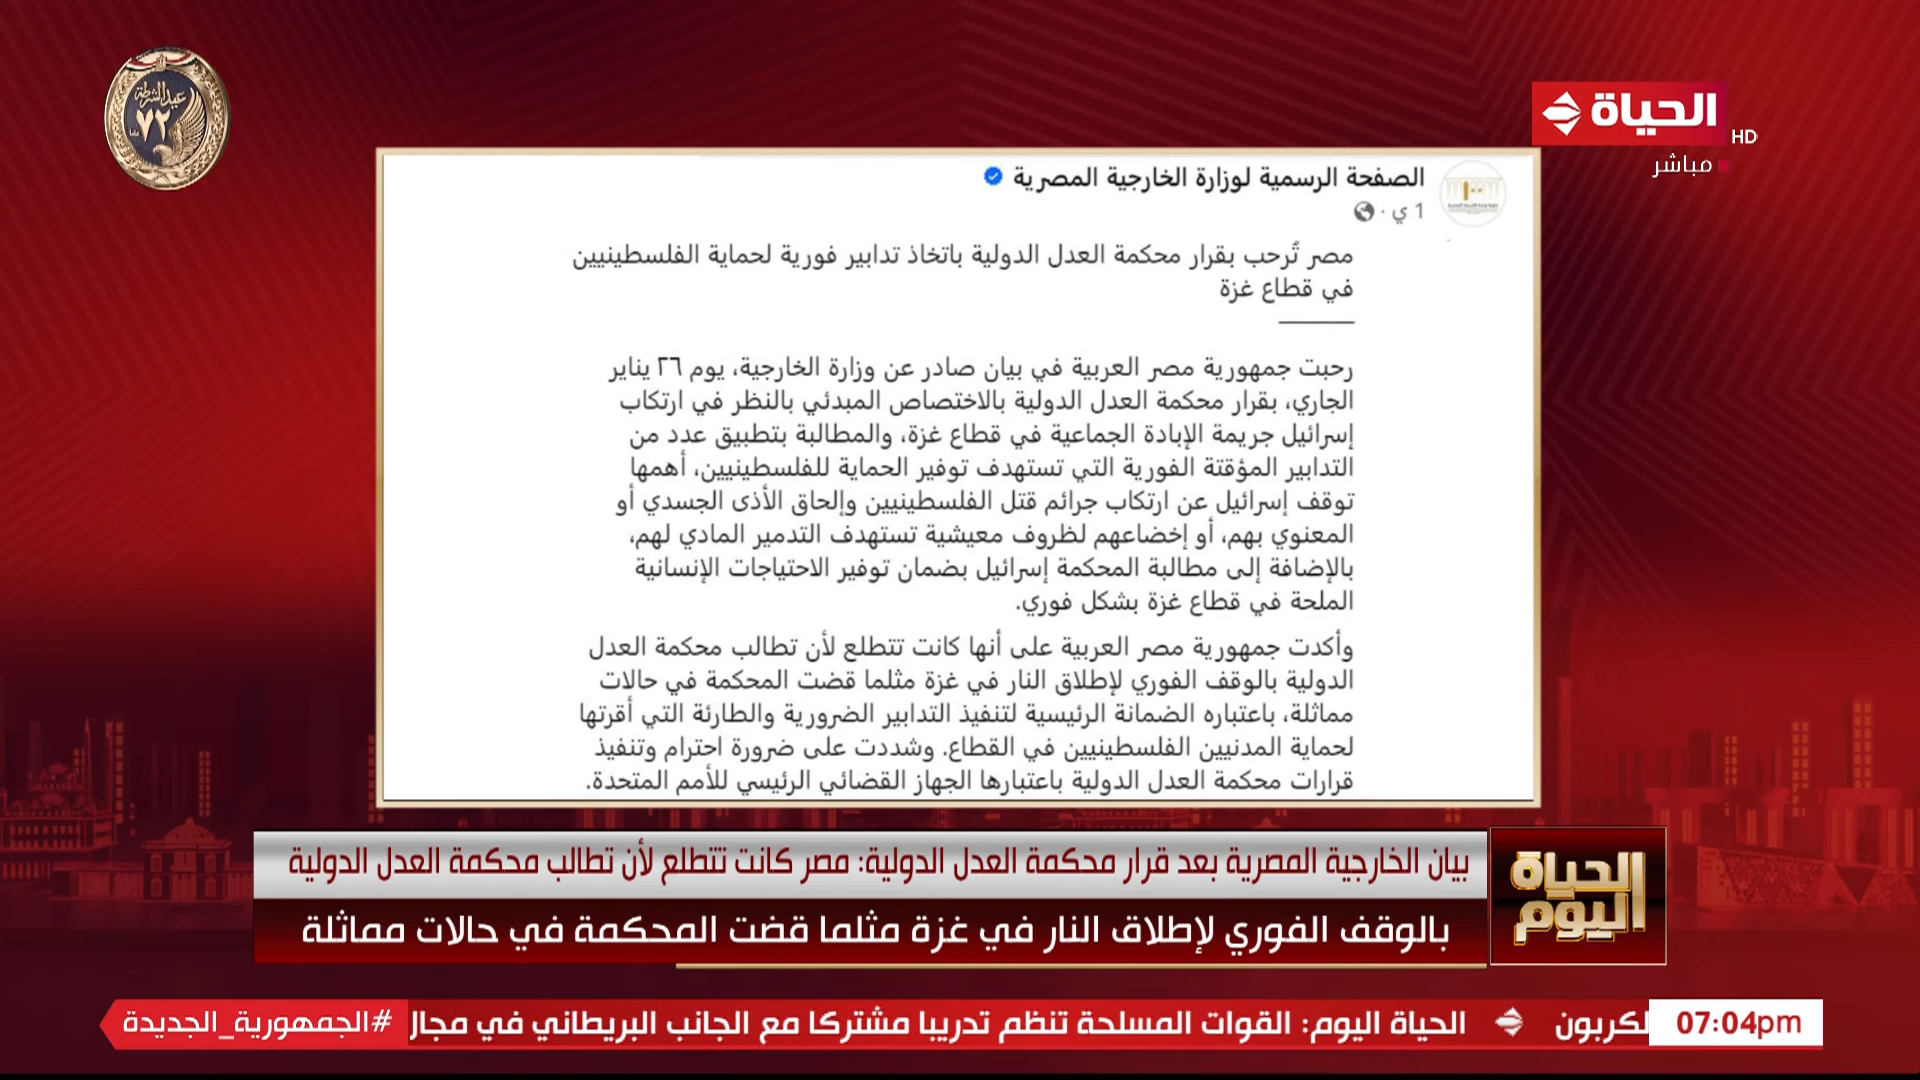 عيد الشرطة
٧٢
عاما
الحياة
HD
مباشر
الصفحة الرسمية لوزارة الخارجية المصرية
1 ي ·
مصر تُرحب بقرار محكمة العدل الدولية باتخاذ تدابير فورية لحماية الفلسطينيين
في قطاع غزة
رحبت جمهورية مصر العربية في بيان صادر عن وزارة الخارجية، يوم ٢٦ يناير
الجاري، بقرار محكمة العدل الدولية بالاختصاص المبدئي بالنظر في ارتكاب
إسرائيل جريمة الإبادة الجماعية في قطاع غزة، والمطالبة بتطبيق عدد من
التدابير المؤقتة الفورية التي تستهدف توفير الحماية للفلسطينيين، أهمها
توقف إسرائيل عن ارتكاب جرائم قتل الفلسطينيين وإلحاق الأذى الجسدي أو
المعنوي بهم، أو إخضاعهم لظروف معيشية تستهدف التدمير المادي لهم،
بالإضافة إلى مطالبة المحكمة إسرائيل بضمان توفير الاحتياجات الإنسانية
الملحة في قطاع غزة بشكل فوري.
وأكدت جمهورية مصر العربية على أنها كانت تتطلع لأن تطالب محكمة العدل
الدولية بالوقف الفوري لإطلاق النار في غزة مثلما قضت المحكمة في حالات
مماثلة، باعتباره الضمانة الرئيسية لتنفيذ التدابير الضرورية والطارئة التي أقرتها
لحماية المدنيين الفلسطينيين في القطاع. وشددت على ضرورة احترام وتنفيذ
قرارات محكمة العدل الدولية باعتبارها الجهاز القضائي الرئيسي للأمم المتحدة.
الحياة
اليوم
بيان الخارجية المصرية بعد قرار محكمة العدل الدولية: مصر كانت تتطلع لأن تطالب محكمة العدل الدولية
بالوقف الفوري لإطلاق النار في غزة مثلما قضت المحكمة في حالات مماثلة
07:04pm
لكربون الحياة اليوم: القوات المسلحة تنظم تدريبا مشتركا مع الجانب البريطاني في مجال
#الجمهورية_الجديدة